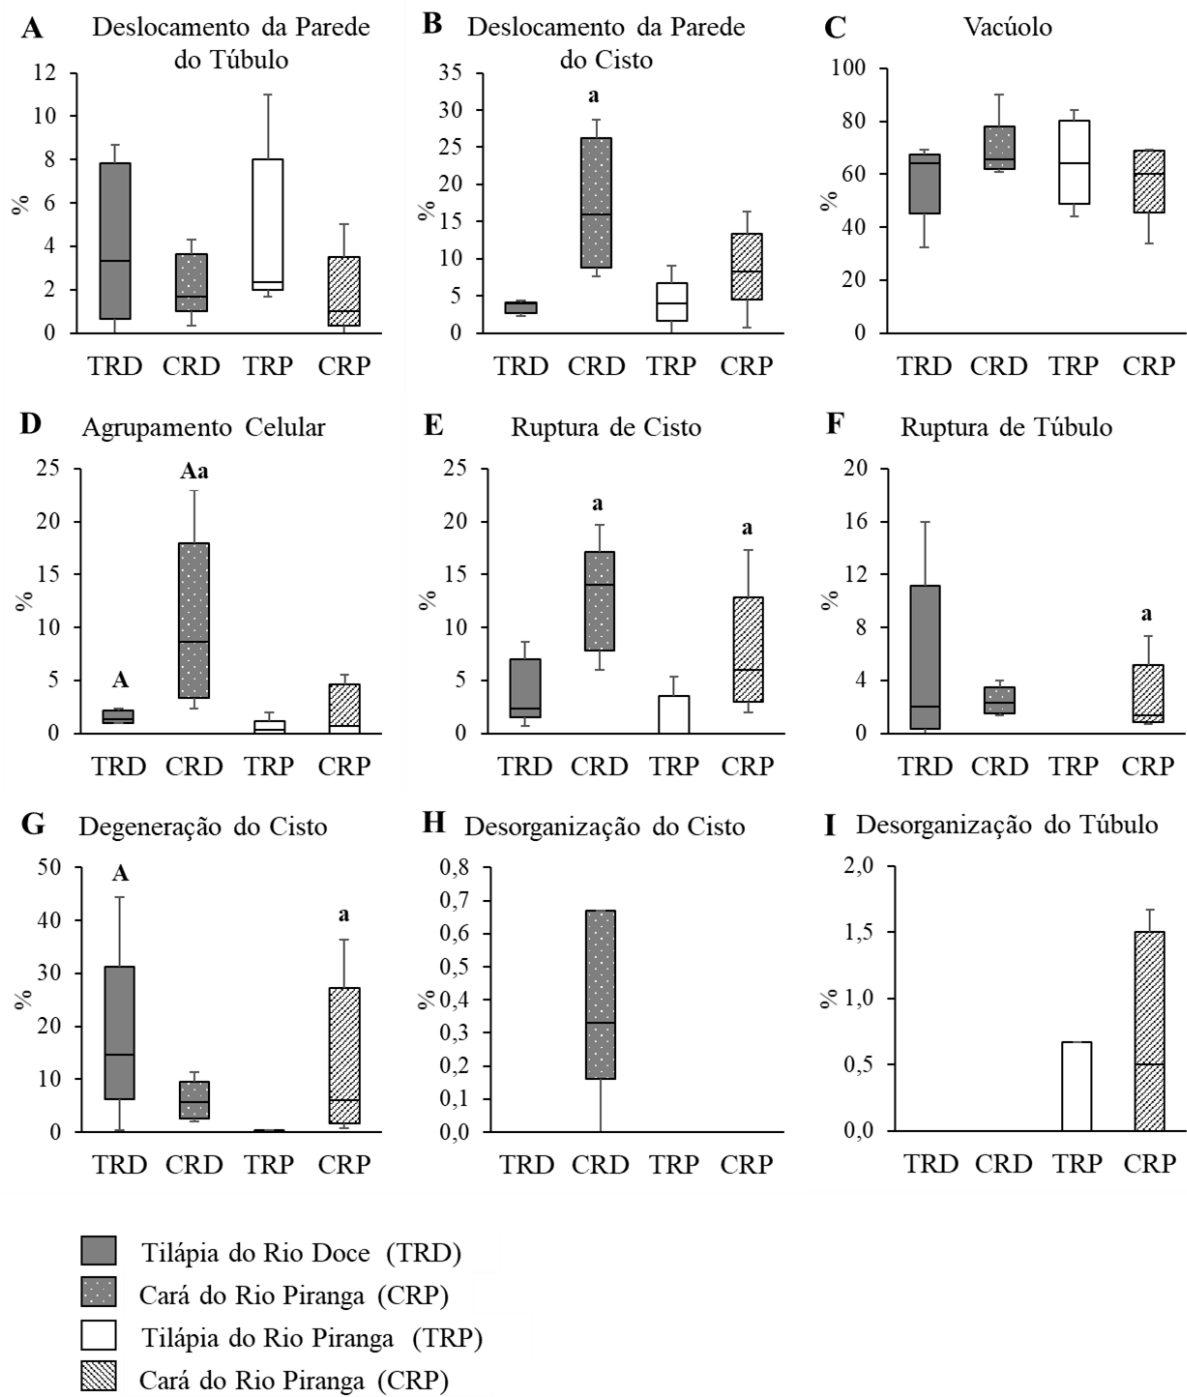 A Deslocamento da Parede
do Túbulo
12
10
8
6
4
2
0
%
TRD CRD TRP CRP
B Deslocamento da Parede
do Cisto
35
30
25
20
15
10
5
0
%
a
TRD CRD TRP CRP
C Vacúolo
100
80
60
40
20
0
%
TRD CRD TRP CRP
D Agrupamento Celular
25
20
15
10
5
0
%
A
Aa
TRD CRD TRP CRP
E Ruptura de Cisto
25
20
15
10
5
0
%
a
a
TRD CRD TRP CRP
F Ruptura de Túbulo
20
16
12
8
4
0
%
a
TRD CRD TRP CRP
G Degeneração do Cisto
50
40
30
20
10
0
%
A
a
TRD CRD TRP CRP
H Desorganização do Cisto
0,8
0,7
0,6
0,5
0,4
0,3
0,2
0,1
0,0
%
TRD CRD TRP CRP
I Desorganização do Túbulo
2,0
1,5
1,0
0,5
0,0
%
TRD CRD TRP CRP
Tilápia do Rio Doce (TRD)
Cará do Rio Piranga (CRP)
Tilápia do Rio Piranga (TRP)
Cará do Rio Piranga (CRP)